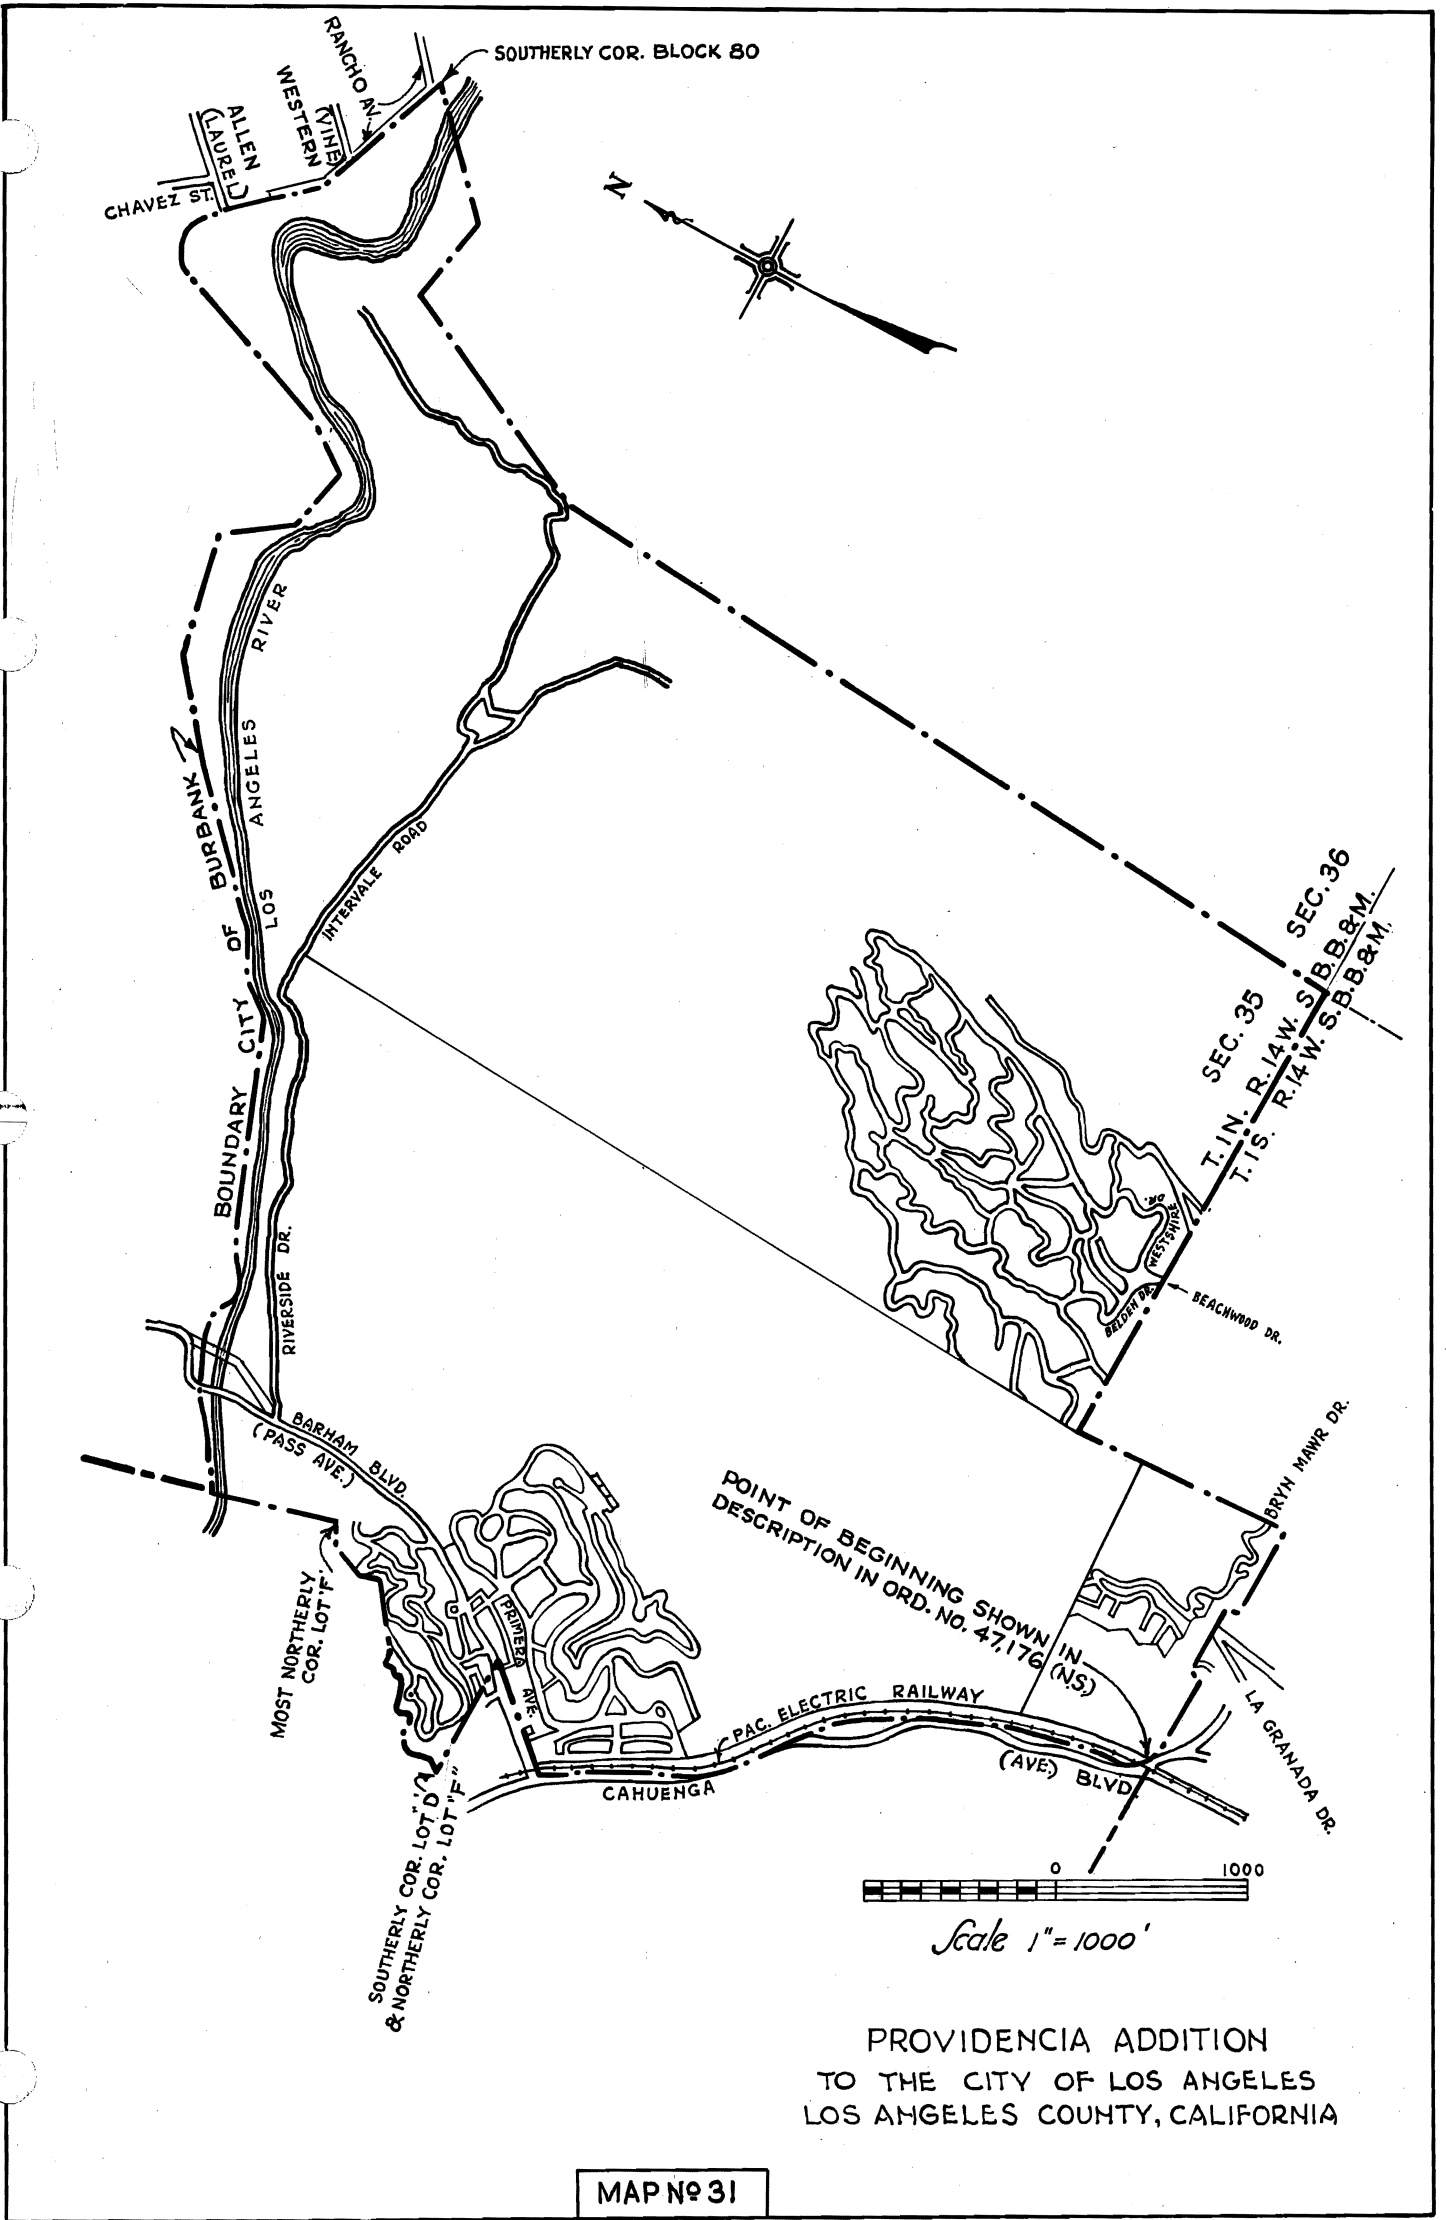 SOUTHERLY COR. BLOCK 80
RANCHO AV.
WESTERN
(VINE)
ALLEN
(LAUREL)
CHAVEZ ST.
N
LOS ANGELES RIVER
BOUNDARY CITY OF BURBANK
INTERVALE ROAD
SEC. 36
SEC. 35
T. 1 N. R. 14 W. S. B. B. & M.
T. 1 S. R. 14 W. S. B. B. & M.
WESTSHIRE DR.
BELDEN DR.
BEACHWOOD DR.
RIVERSIDE DR.
BARHAM BLVD.
(PASS AVE.)
BRYN MAWR DR.
POINT OF BEGINNING SHOWN IN
DESCRIPTION IN ORD. NO. 47,176 (N.S.)
MOST NORTHERLY
COR. LOT "F"
PRIMERA AVE.
PAC. ELECTRIC RAILWAY
CAHUENGA (AVE.) BLVD.
LA GRANADA DR.
SOUTHERLY COR. LOT "D"
& NORTHERLY COR. LOT "F"
0 1000
Scale 1" = 1000'
PROVIDENCIA ADDITION
TO THE CITY OF LOS ANGELES
LOS ANGELES COUNTY, CALIFORNIA
MAP Nº 31